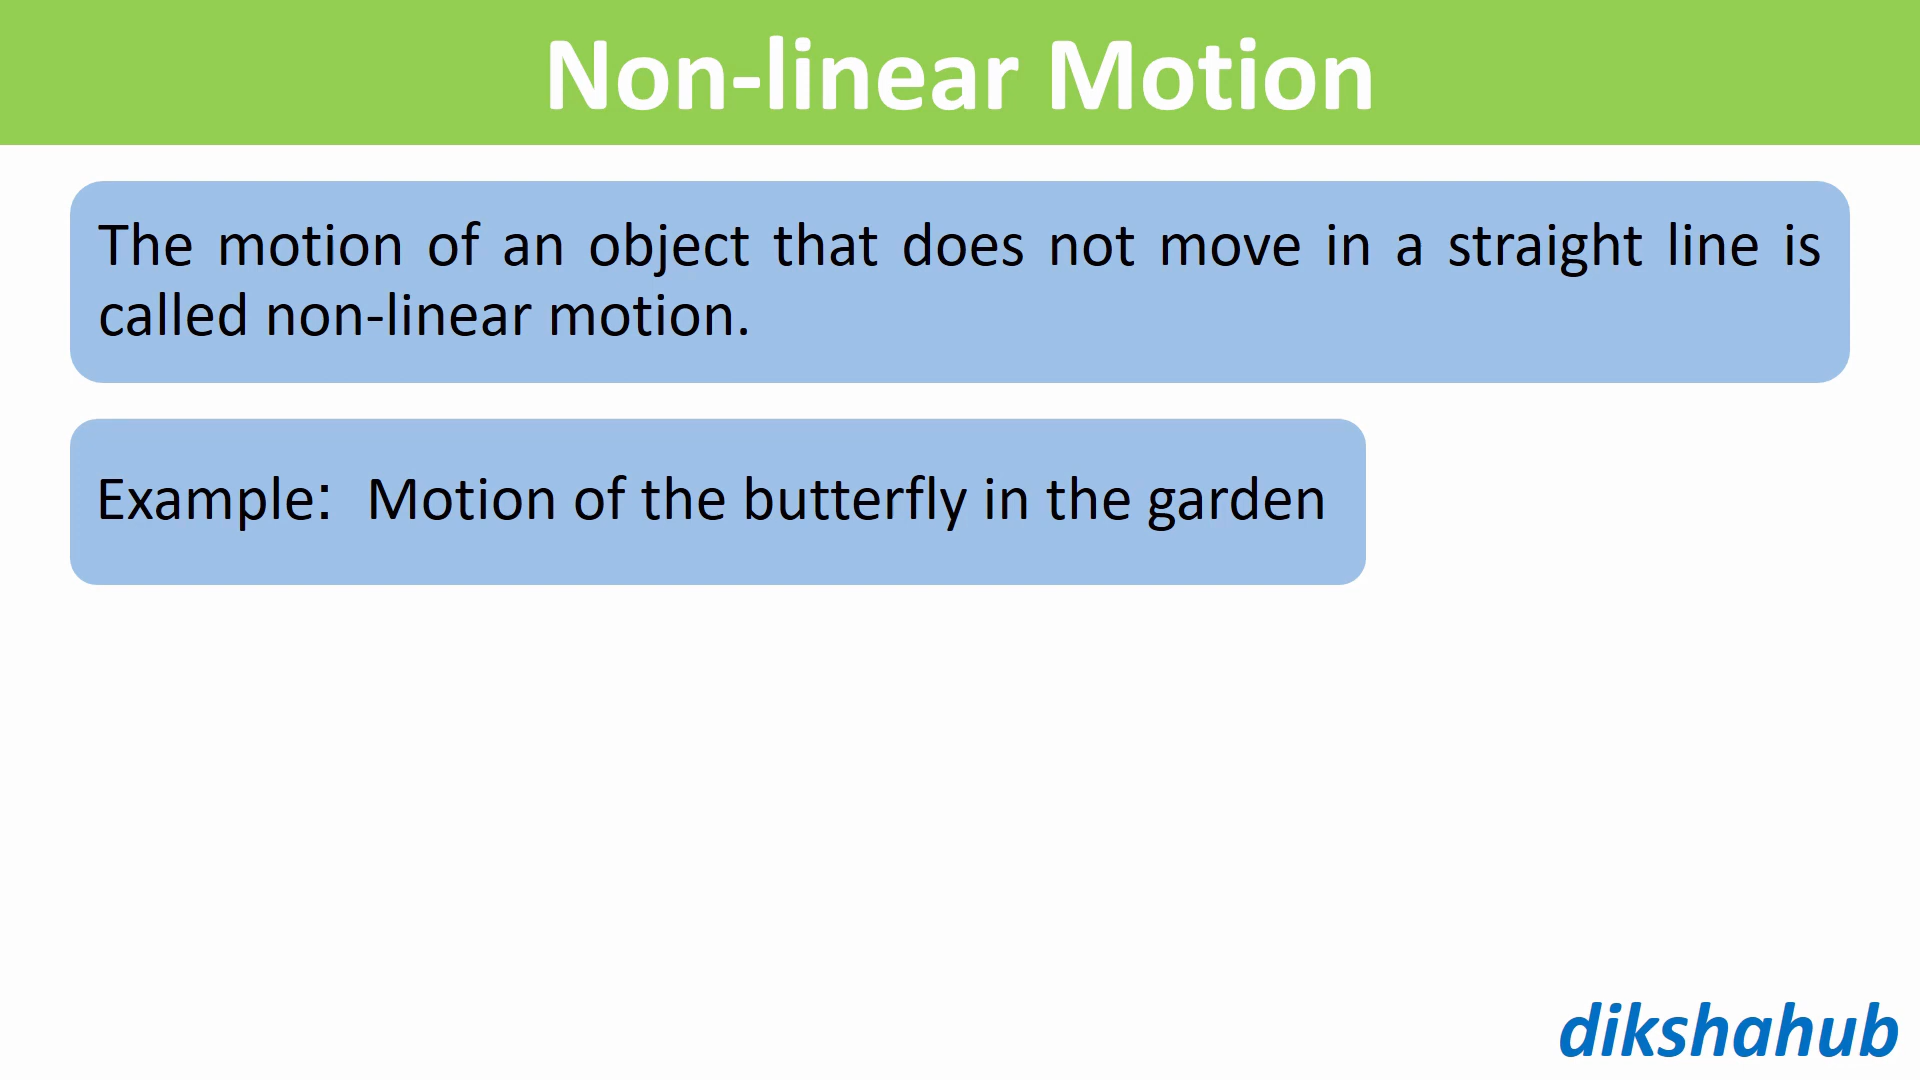 Non-linear Motion
The motion of an object that does not move in a straight line is
called non-linear motion.
Example: Motion of the butterfly in the garden
dikshahub